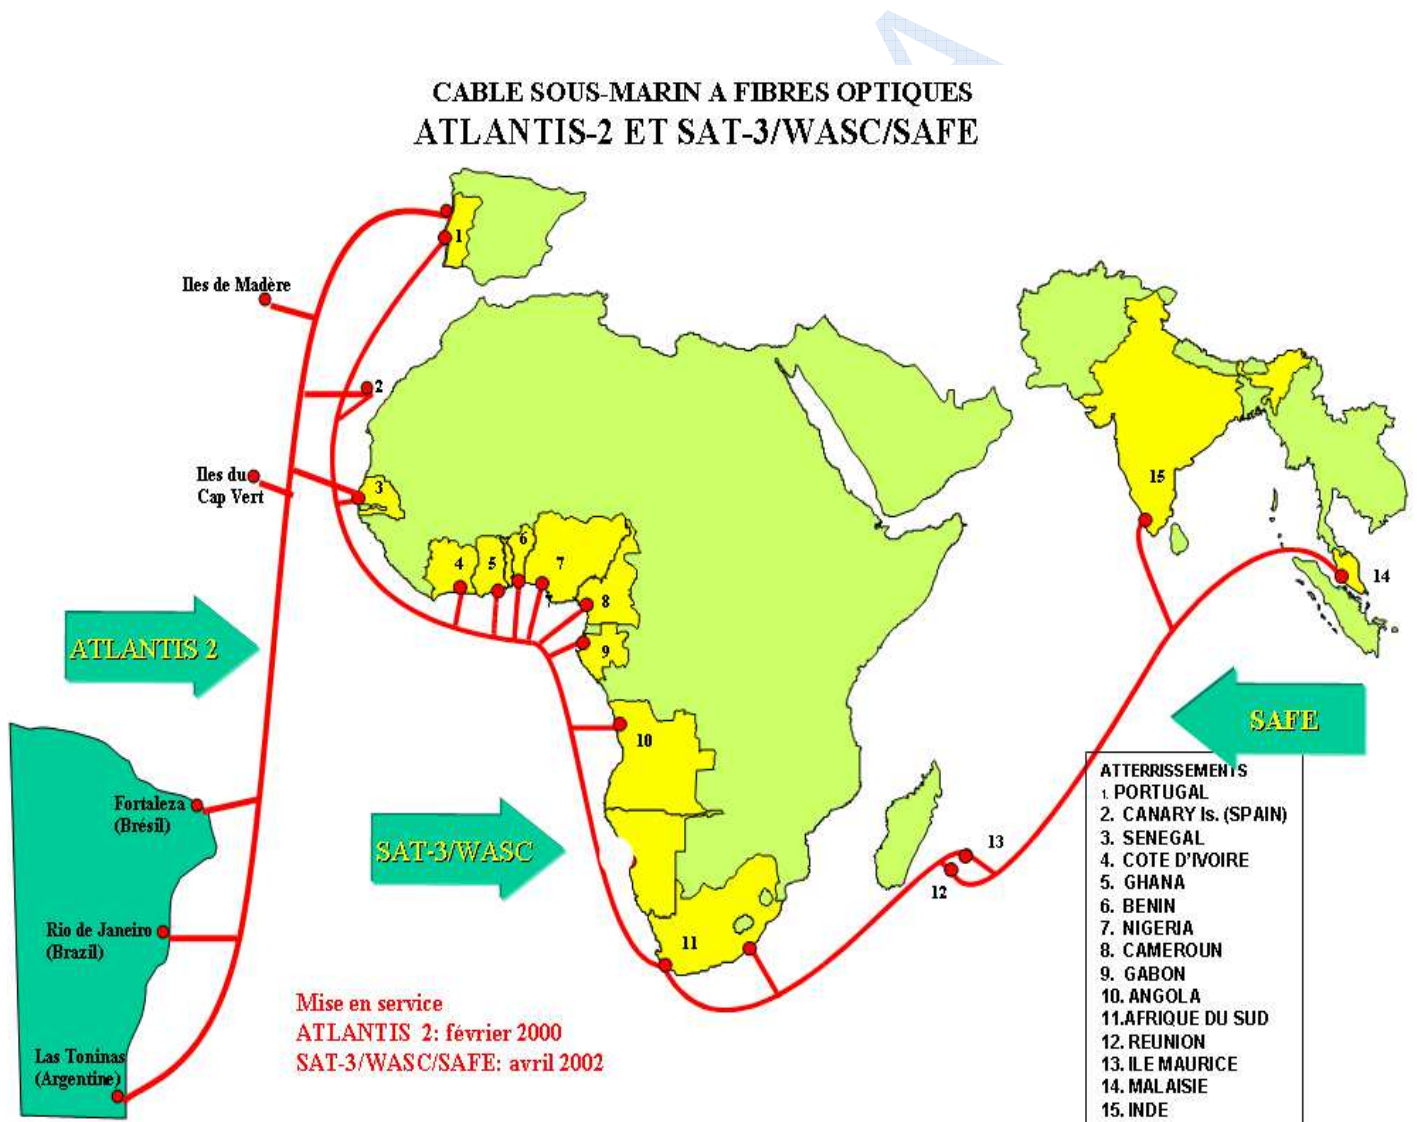 CABLE SOUS-MARIN A FIBRES OPTIQUES
ATLANTIS-2 ET SAT-3/WASC/SAFE
1
Iles de Madère
2
Iles du
Cap Vert
3
4
5
6
7
8
9
10
11
12
13
14
15
ATLANTIS 2
SAT-3/WASC
SAFE
Fortaleza
(Brésil)
Rio de Janeiro
(Brazil)
Las Toninas
(Argentine)
Mise en service
ATLANTIS 2: février 2000
SAT-3/WASC/SAFE: avril 2002
ATTERRISSEMENTS
1. PORTUGAL
2. CANARY Is. (SPAIN)
3. SENEGAL
4. COTE D'IVOIRE
5. GHANA
6. BENIN
7. NIGERIA
8. CAMEROUN
9. GABON
10. ANGOLA
11.AFRIQUE DU SUD
12. REUNION
13. ILE MAURICE
14. MALAISIE
15. INDE